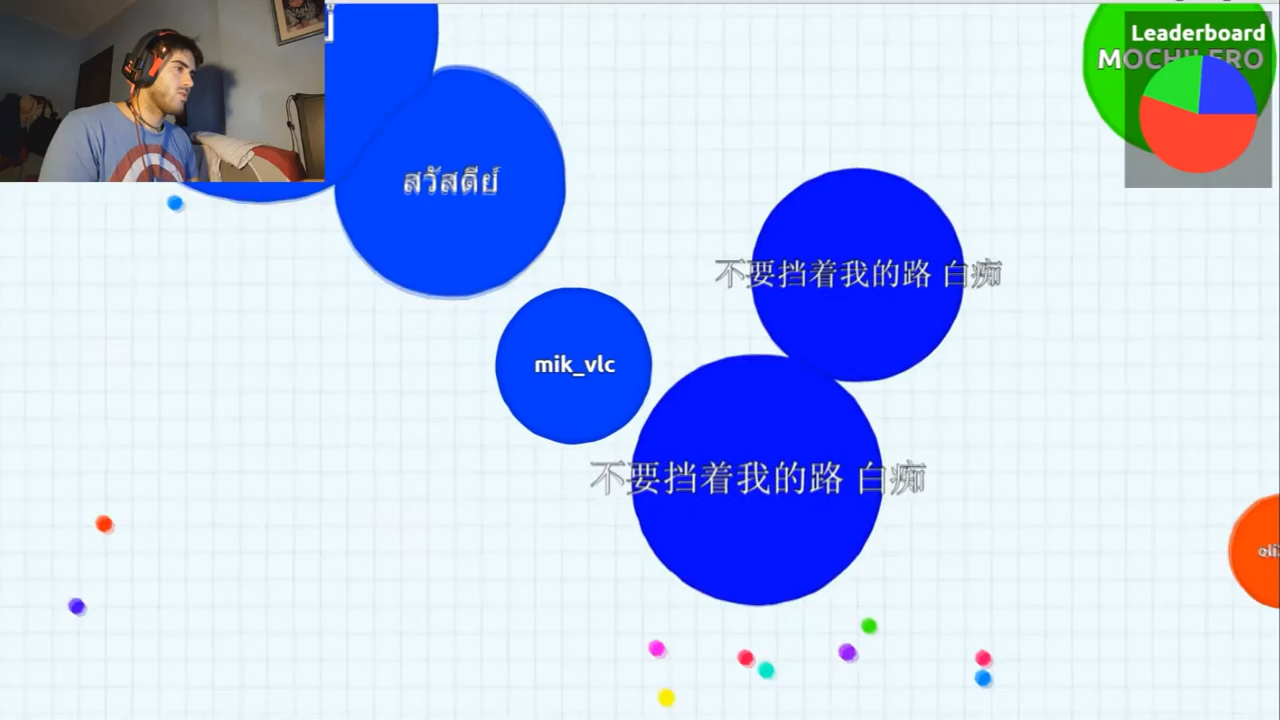 Leaderboard
MOCHILERO
สวัสดีย์
不要挡着我的路 白痴
mik_vlc
不要挡着我的路 白痴